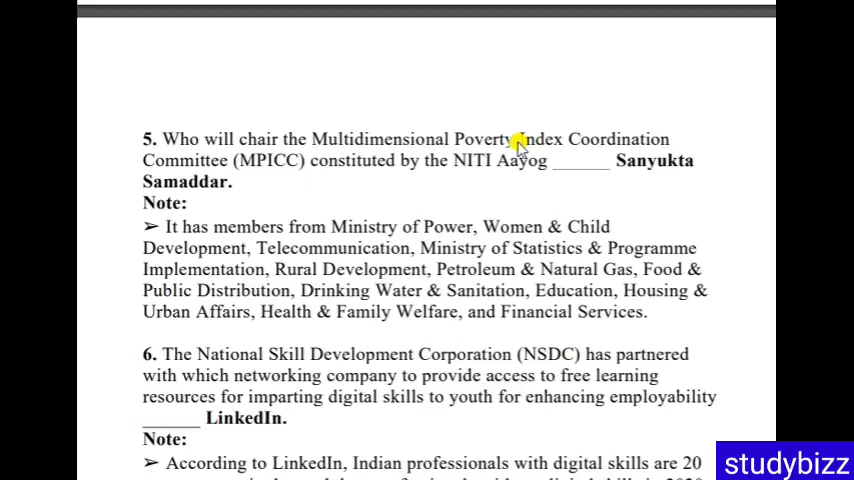 5. Who will chair the Multidimensional Poverty Index Coordination
Committee (MPICC) constituted by the NITI Aayog ______ Sanyukta
Samaddar.
Note:
➢ It has members from Ministry of Power, Women & Child
Development, Telecommunication, Ministry of Statistics & Programme
Implementation, Rural Development, Petroleum & Natural Gas, Food &
Public Distribution, Drinking Water & Sanitation, Education, Housing &
Urban Affairs, Health & Family Welfare, and Financial Services.
6. The National Skill Development Corporation (NSDC) has partnered
with which networking company to provide access to free learning
resources for imparting digital skills to youth for enhancing employability
______ LinkedIn.
Note:
➢ According to LinkedIn, Indian professionals with digital skills are 20
studybizz